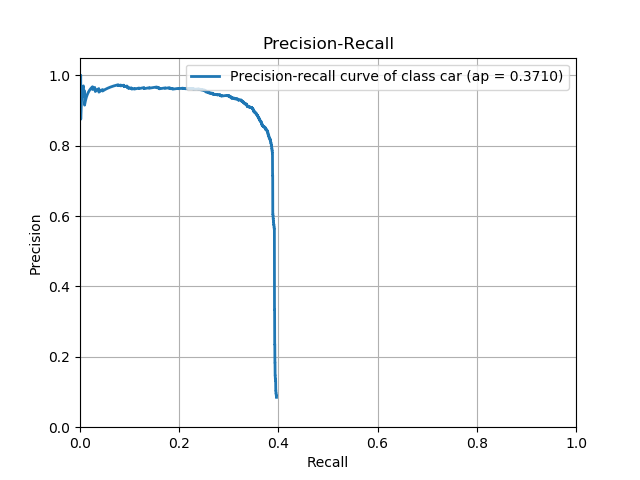 Precision-Recall
Precision-recall curve of class car (ap = 0.3710)
1.0
0.8
0.6
0.4
0.2
0.0
Precision
0.0 0.2 0.4 0.6 0.8 1.0
Recall